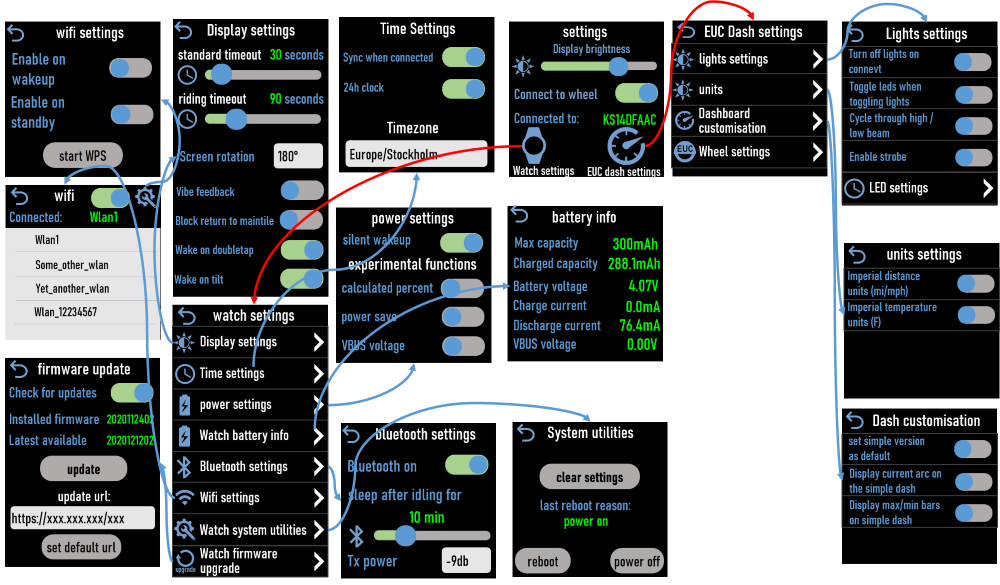 wifi settings
Enable on
wakeup
Enable on
standby
start WPS
wifi
Connected: Wlan1
Wlan1
Some_other_wlan
Yet_another_wlan
Wlan_12234567
firmware update
Check for updates
Installed firmware 2020112402
Latest available 2020121202
update
update url:
https://xxx.xxx.xxx/xxx
set default url
Display settings
standard timeout 30 seconds
riding timeout 90 seconds
Screen rotation 180°
Vibe feedback
Block return to maintile
Wake on doubletap
Wake on tilt
watch settings
Display settings
Time settings
power settings
Watch battery info
Bluetooth settings
Wifi settings
Watch system utilities
Watch firmware
upgrade
upgrade
Time Settings
Sync when connected
24h clock
Timezone
Europe/Stockholm
power settings
silent wakeup
experimental functions
calculated percent
power save
VBUS voltage
bluetooth settings
Bluetooth on
sleep after idling for
10 min
Tx power -9db
settings
Display brightness
Connect to wheel
Connected to: KS14DFAAC
Watch settings EUC dash settings
battery info
Max capacity 300mAh
Charged capacity 288.1mAh
Battery voltage 4.07V
Charge current 0.0mA
Discharge current 76.4mA
VBUS voltage 0.00V
System utilities
clear settings
last reboot reason:
power on
reboot power off
EUC Dash settings
lights settings
units
Dashboard
customisation
EUC Wheel settings
Lights settings
Turn off lights on
connevt
Toggle leds when
toggling lights
Cycle through high /
low beam
Enable strobe
LED settings
units settings
Imperial distance
units (mi/mph)
Imperial temperature
units (F)
Dash customisation
set simple version
as default
Display current arc on
the simple dash
Display max/min bars
on simple dash